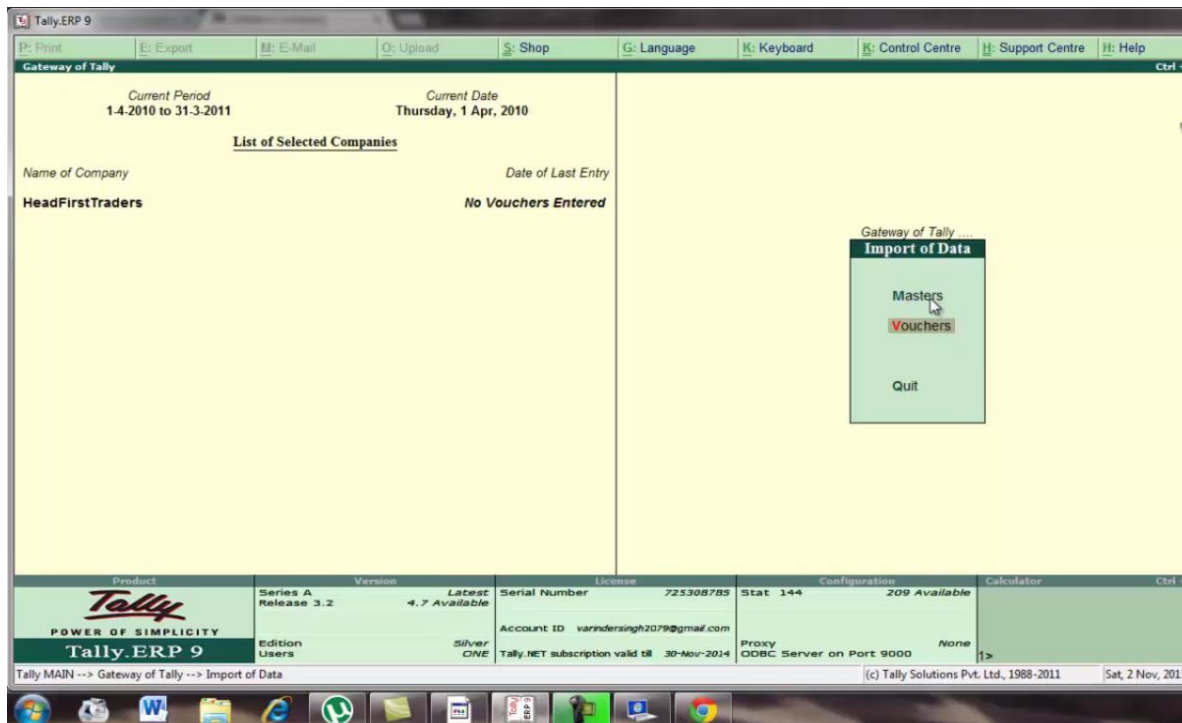 Tally.ERP 9
P: Print E: Export M: E-Mail O: Upload S: Shop G: Language K: Keyboard K: Control Centre H: Support Centre H: Help
Gateway of Tally Ctrl +
Current Period Current Date
1-4-2010 to 31-3-2011 Thursday, 1 Apr, 2010
List of Selected Companies
Name of Company Date of Last Entry
HeadFirstTraders No Vouchers Entered
Gateway of Tally ....
Import of Data
Masters
Vouchers
Quit
Product Version License Configuration Calculator Ctrl +
Tally
POWER OF SIMPLICITY
Tally.ERP 9
Series A Latest
Release 3.2 4.7 Available
Edition Silver
Users ONE
Serial Number 725308785
Account ID varindersingh2079@gmail.com
Tally.NET subscription valid till 30-Nov-2014
Stat 144 209 Available
Proxy None
ODBC Server on Port 9000
1>
Tally MAIN --> Gateway of Tally --> Import of Data (c) Tally Solutions Pvt. Ltd., 1988-2011 Sat, 2 Nov, 201